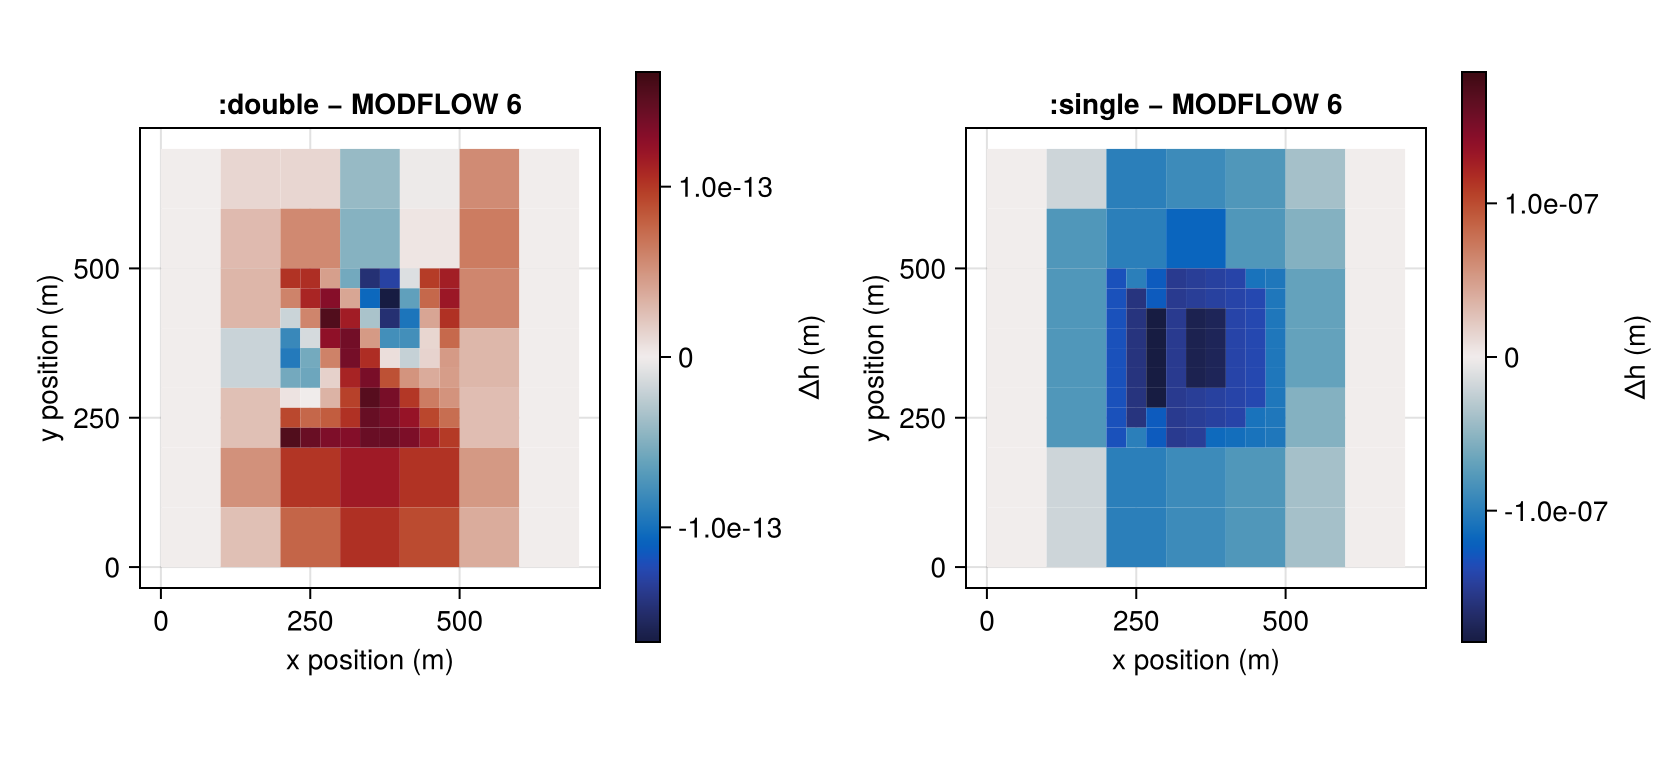 :double – MODFLOW 6
500
250
0
0
250
500
x position (m)
y position (m)
1.0e-13
0
-1.0e-13
Δh (m)
:single – MODFLOW 6
500
250
0
0
250
500
x position (m)
y position (m)
1.0e-07
0
-1.0e-07
Δh (m)